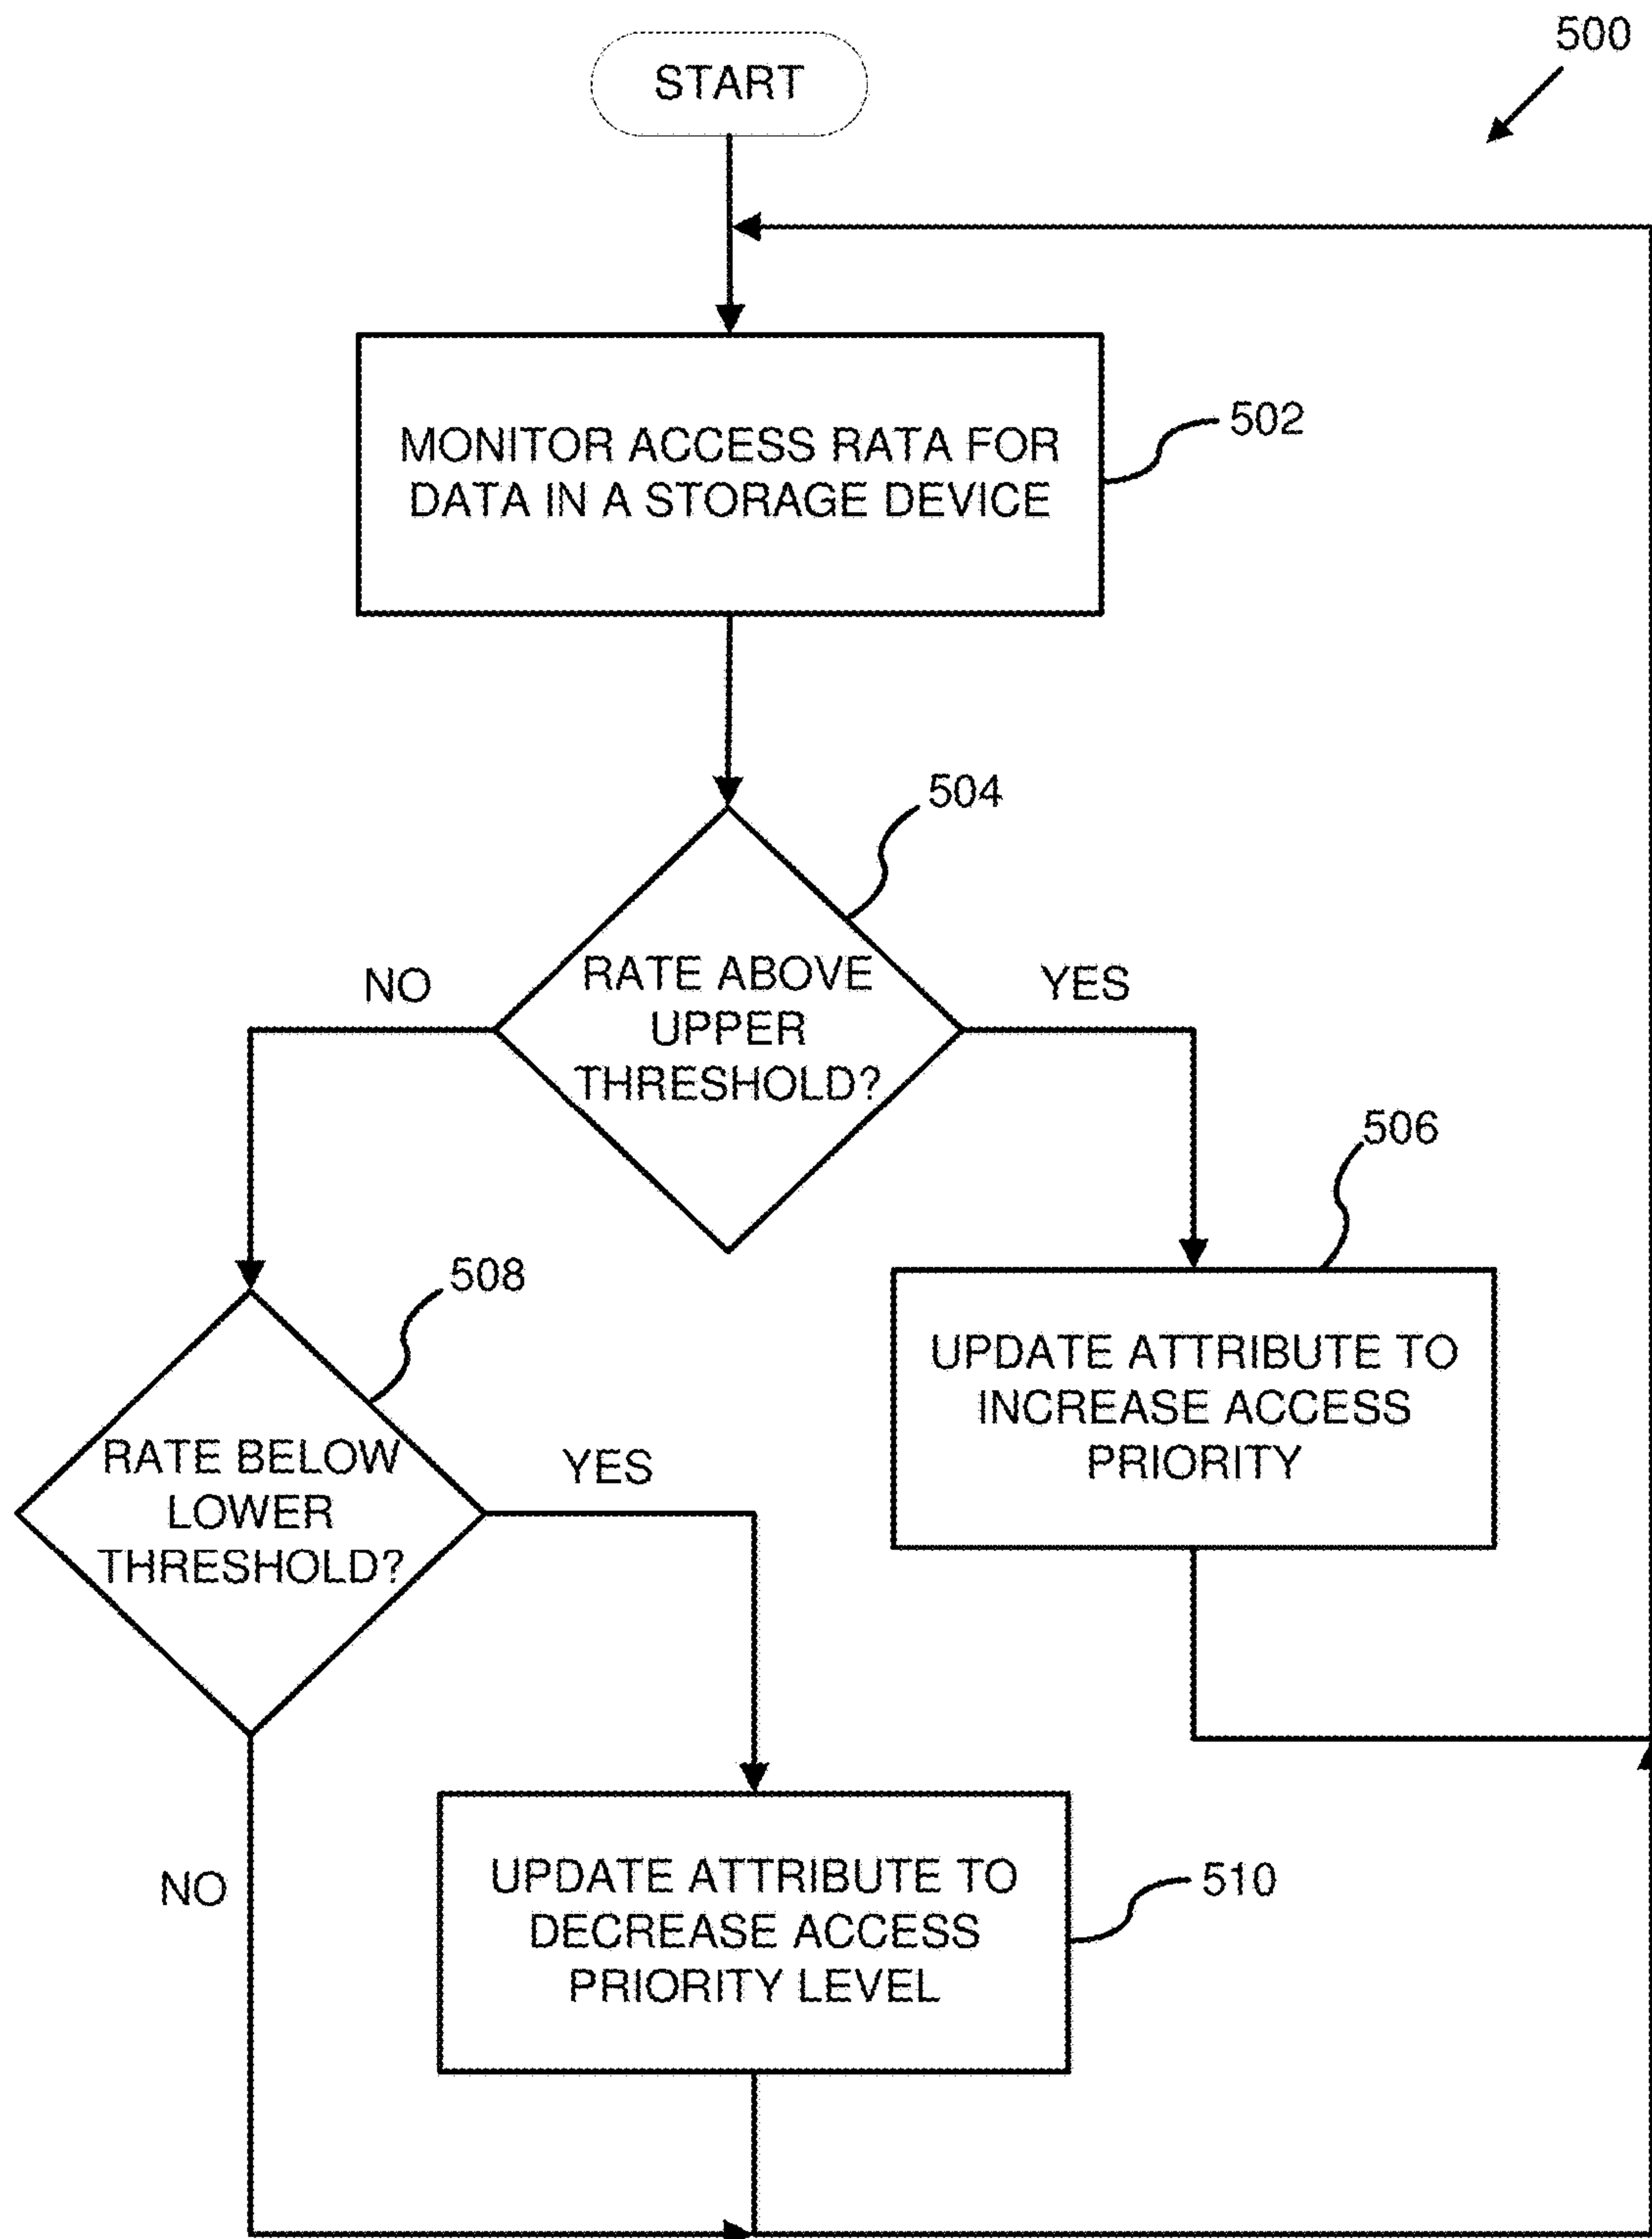 500
START
MONITOR ACCESS RATA FOR
DATA IN A STORAGE DEVICE
502
504
RATE ABOVE
UPPER
THRESHOLD?
NO
YES
506
UPDATE ATTRIBUTE TO
INCREASE ACCESS
PRIORITY
508
RATE BELOW
LOWER
THRESHOLD?
YES
NO
UPDATE ATTRIBUTE TO
DECREASE ACCESS
PRIORITY LEVEL
510